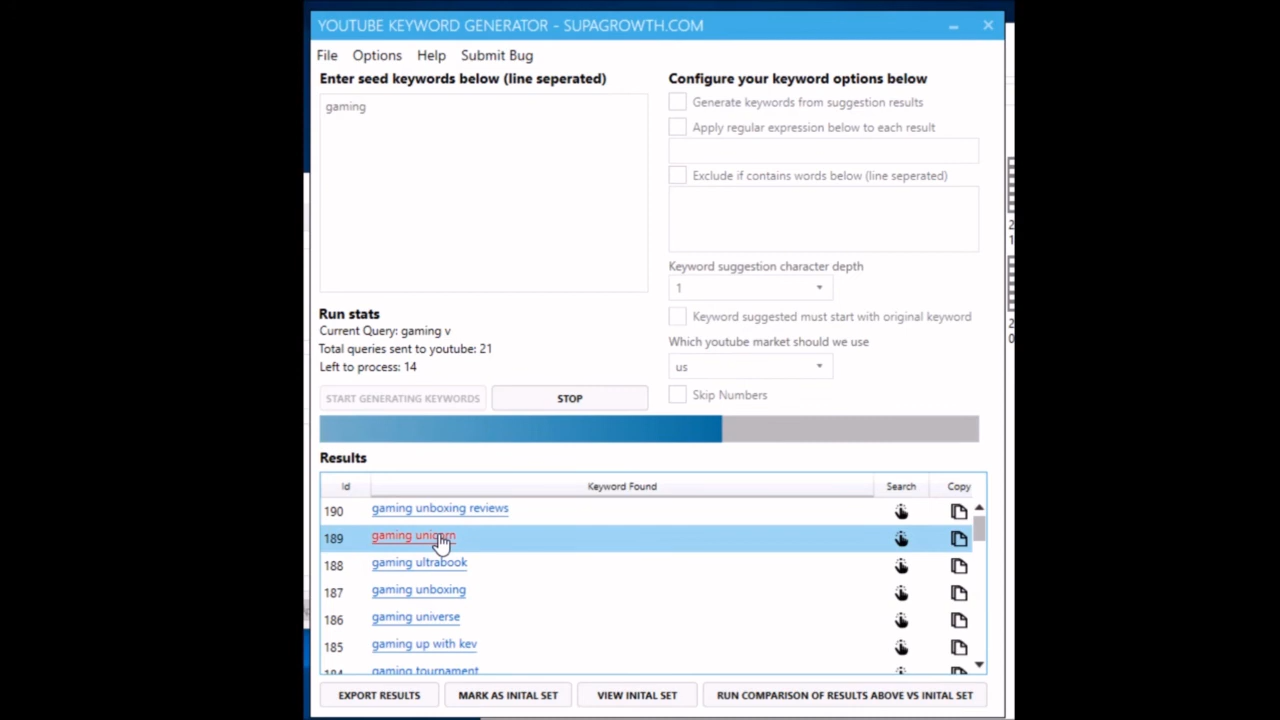 YOUTUBE KEYWORD GENERATOR - SUPAGROWTH.COM
File Options Help Submit Bug
Enter seed keywords below (line seperated)
gaming
Configure your keyword options below
Generate keywords from suggestion results
Apply regular expression below to each result
Exclude if contains words below (line seperated)
Keyword suggestion character depth
1
Keyword suggested must start with original keyword
Which youtube market should we use
us
Skip Numbers
Run stats
Current Query: gaming v
Total queries sent to youtube: 21
Left to process: 14
START GENERATING KEYWORDS STOP
Results
Id Keyword Found Search Copy
190 gaming unboxing reviews
189 gaming unicorn
188 gaming ultrabook
187 gaming unboxing
186 gaming universe
185 gaming up with kev
184 gaming tournament
EXPORT RESULTS MARK AS INITAL SET VIEW INITAL SET RUN COMPARISON OF RESULTS ABOVE VS INITAL SET